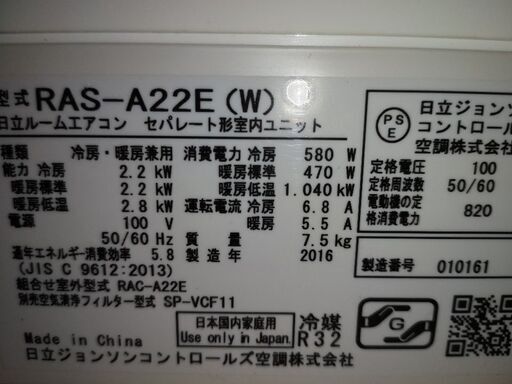 型式 RAS-A22E (W)
日立ルームエアコン セパレート形室内ユニット
種類 冷房・暖房兼用
能力 冷房 2.2 kW
暖房標準 2.2 kW
暖房低温 2.8 kW
電源 100 V
50/60 Hz
通年エネルギー消費効率 5.8
(JIS C 9612:2013)
組合せ室外型式 RAC-A22E
別売空気清浄フィルター型式 SP-VCF11
消費電力 冷房 580 W
暖房標準 470 W
暖房低温 1.040 kW
運転電流 冷房 6.8 A
暖房 5.5 A
質量 7.5 kg
製造年 2016
PS
E
日立ジョンソン
コントロールズ
空調株式会社
定格電圧 100
定格周波数 50/60
電動機の定
格消費電力 820
製造番号 010161
Made in China
日本国内家庭用
Use only in Japan.
冷媒
R32
G
日立ジョンソンコントロールズ空調株式会社